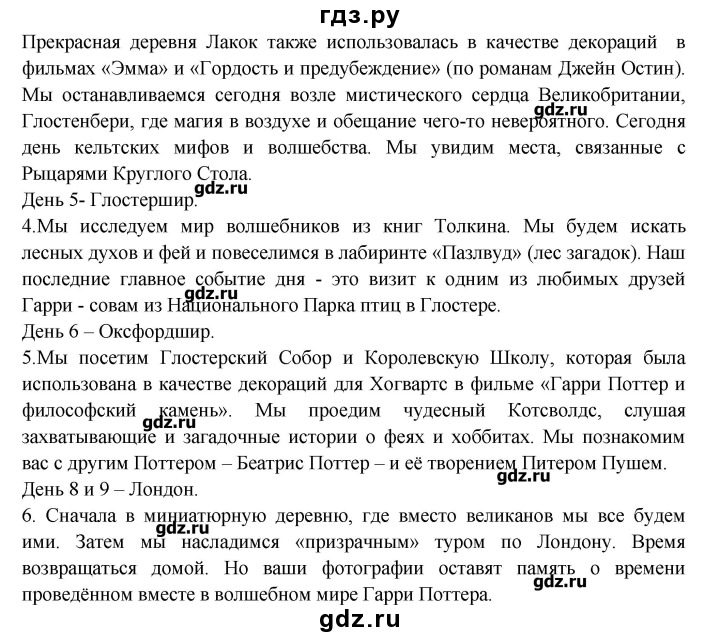 гдз.ру
Прекрасная деревня Лакок также использовалась в качестве декораций в
фильмах «Эмма» и «Гордость и предубеждение» (по романам Джейн Остин).
Мы останавливаемся сегодня возле мистического сердца Великобритании,
gdz.ru
Глостенбери, где магия в воздухе и обещание чего-то невероятного. Сегодня
день кельтских мифов и волшебства. Мы увидим места, связанные с
Рыцарями Круглого Стола.
gdz.ru
День 5- Глостершир.
4.Мы исследуем мир волшебников из книг Толкина. Мы будем искать
gdz.ru
лесных духов и фей и повеселимся в лабиринте «Пазлвуд» (лес загадок). Наш
последние главное событие дня - это визит к одним из любимых друзей
gdz.ru
Гарри - совам из Национального Парка птиц в Глостере.
День 6 – Оксфордшир.
gdz.ru
5.Мы посетим Глостерский Собор и Королевскую Школу, которая была
использована в качестве декораций для Хогвартс в фильме «Гарри Поттер и
философский камень». Мы проедим чудесный Котсволдс, слушая
gdz.ru
захватывающие и загадочные истории о феях и хоббитах. Мы познакомим
вас с другим Поттером – Беатрис Поттер – и её творением Питером Пушем.
gdz.ru
День 8 и 9 – Лондон.
6. Сначала в миниатюрную деревню, где вместо великанов мы все будем
gdz.ru
ими. Затем мы насладимся «призрачным» туром по Лондону. Время
возвращаться домой. Но ваши фотографии оставят память о времени
gdz.ru
проведённом вместе в волшебном мире Гарри Поттера.
gdz.ru